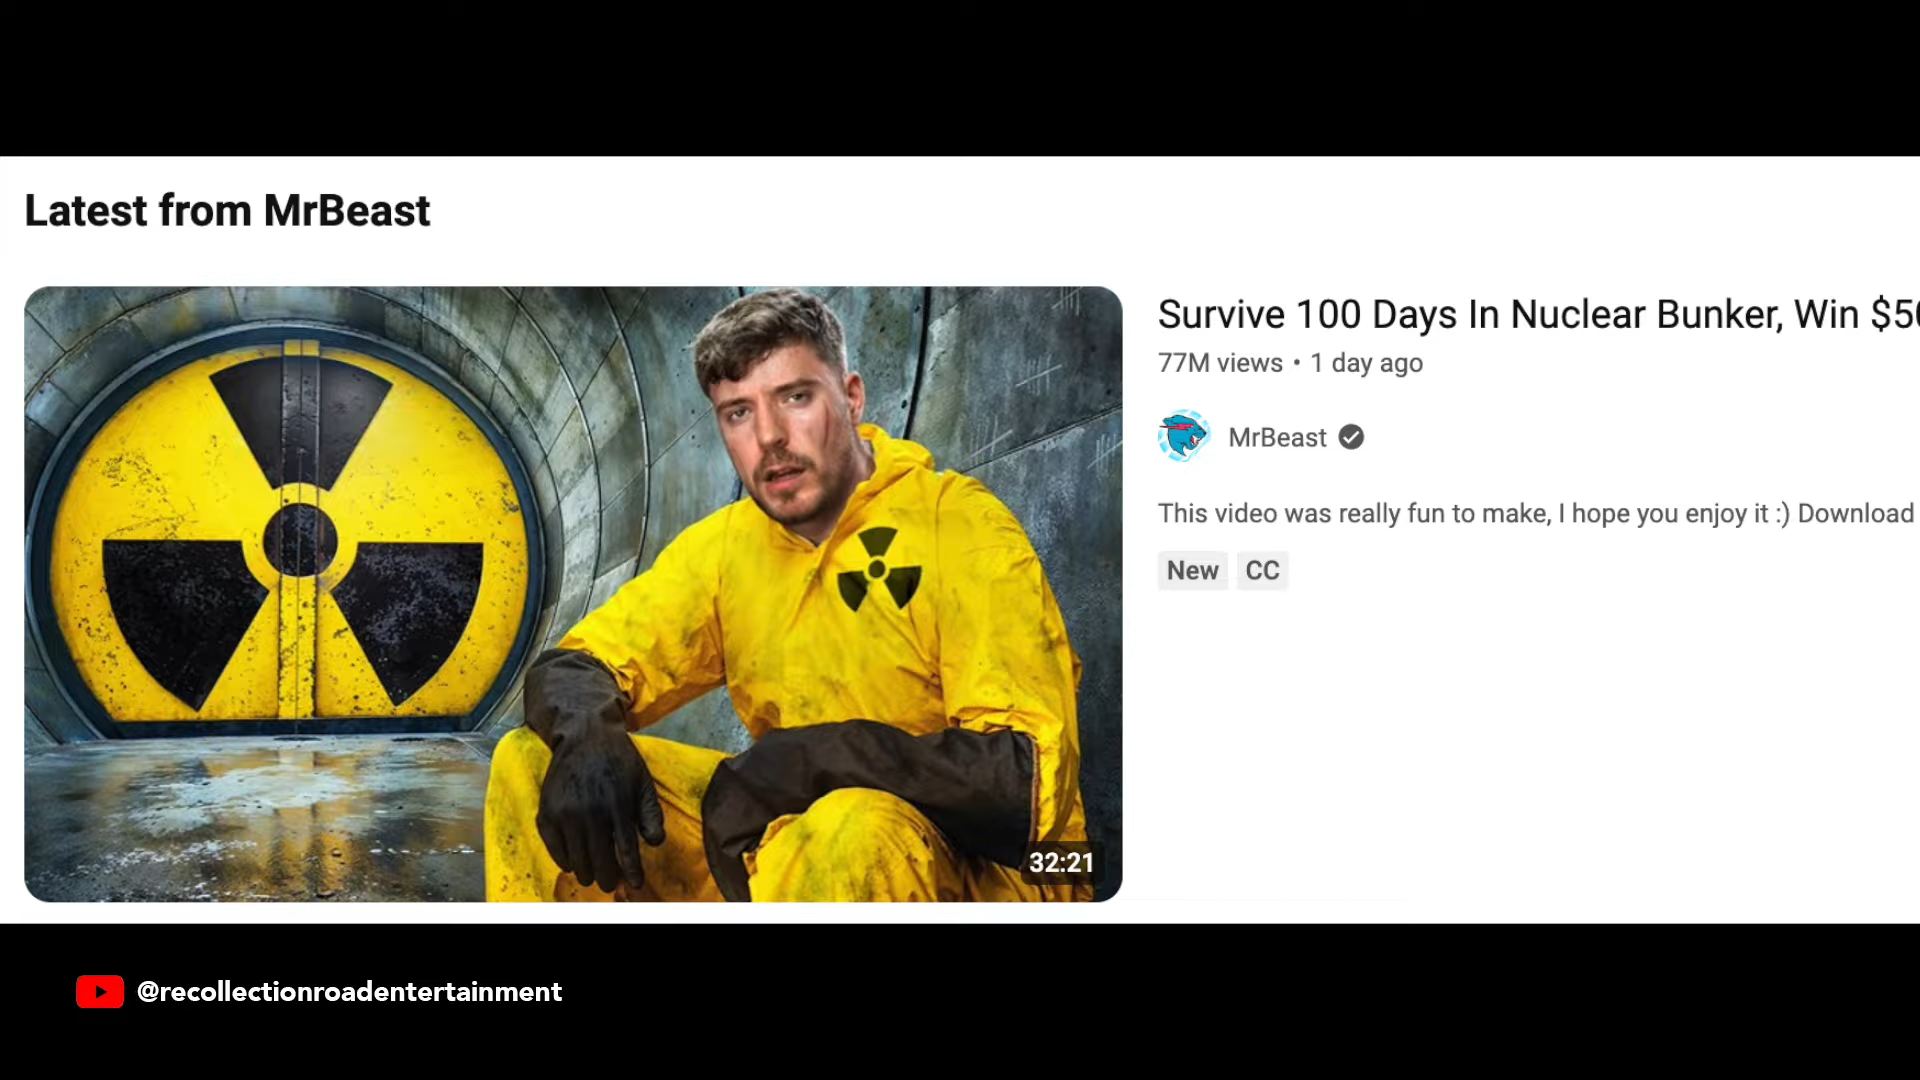 Latest from MrBeast
Survive 100 Days In Nuclear Bunker, Win $50
77M views • 1 day ago
MrBeast
This video was really fun to make, I hope you enjoy it :) Download
New CC
32:21
@recollectionroadentertainment